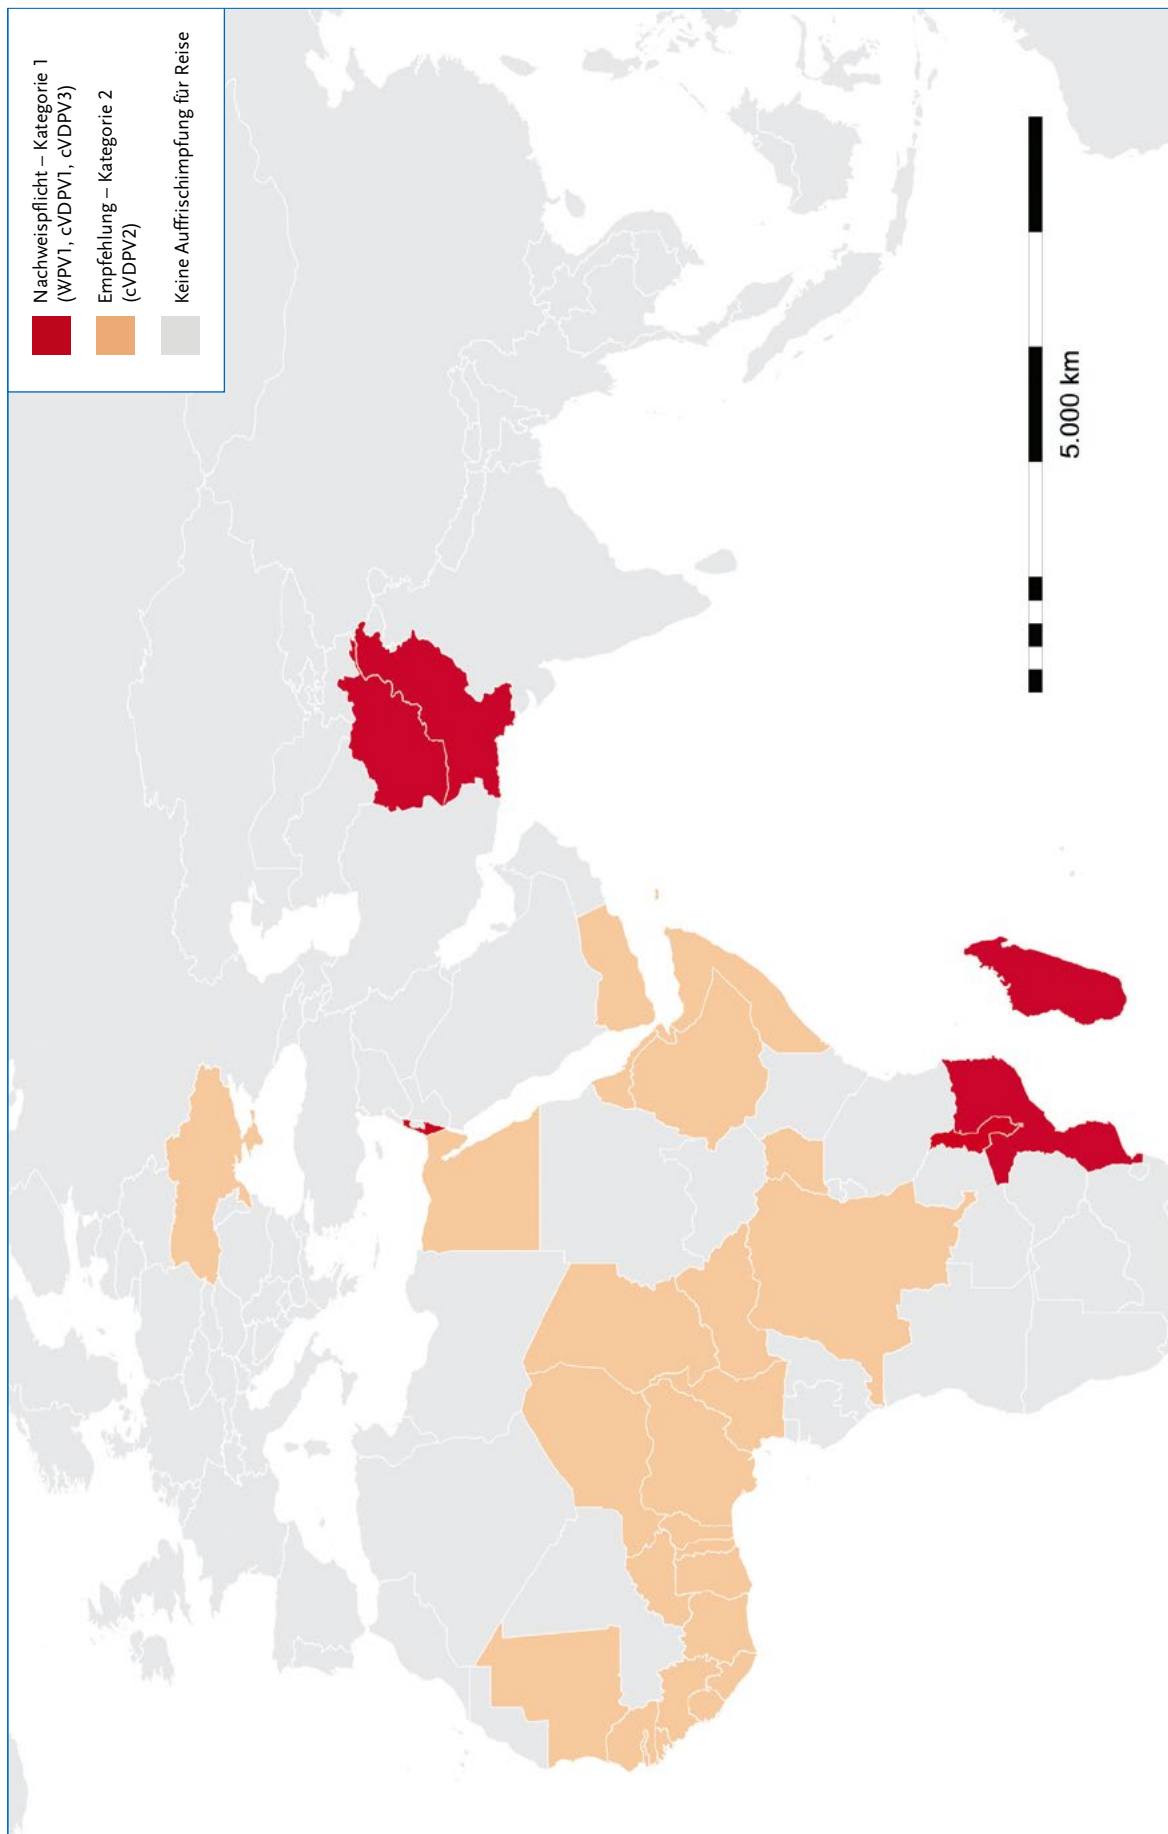 Nachweispflicht – Kategorie 1
(WPV1, cVDPV1, cVDPV3)
Empfehlung – Kategorie 2
(cVDPV2)
Keine Auffrischimpfung für Reise
5.000 km